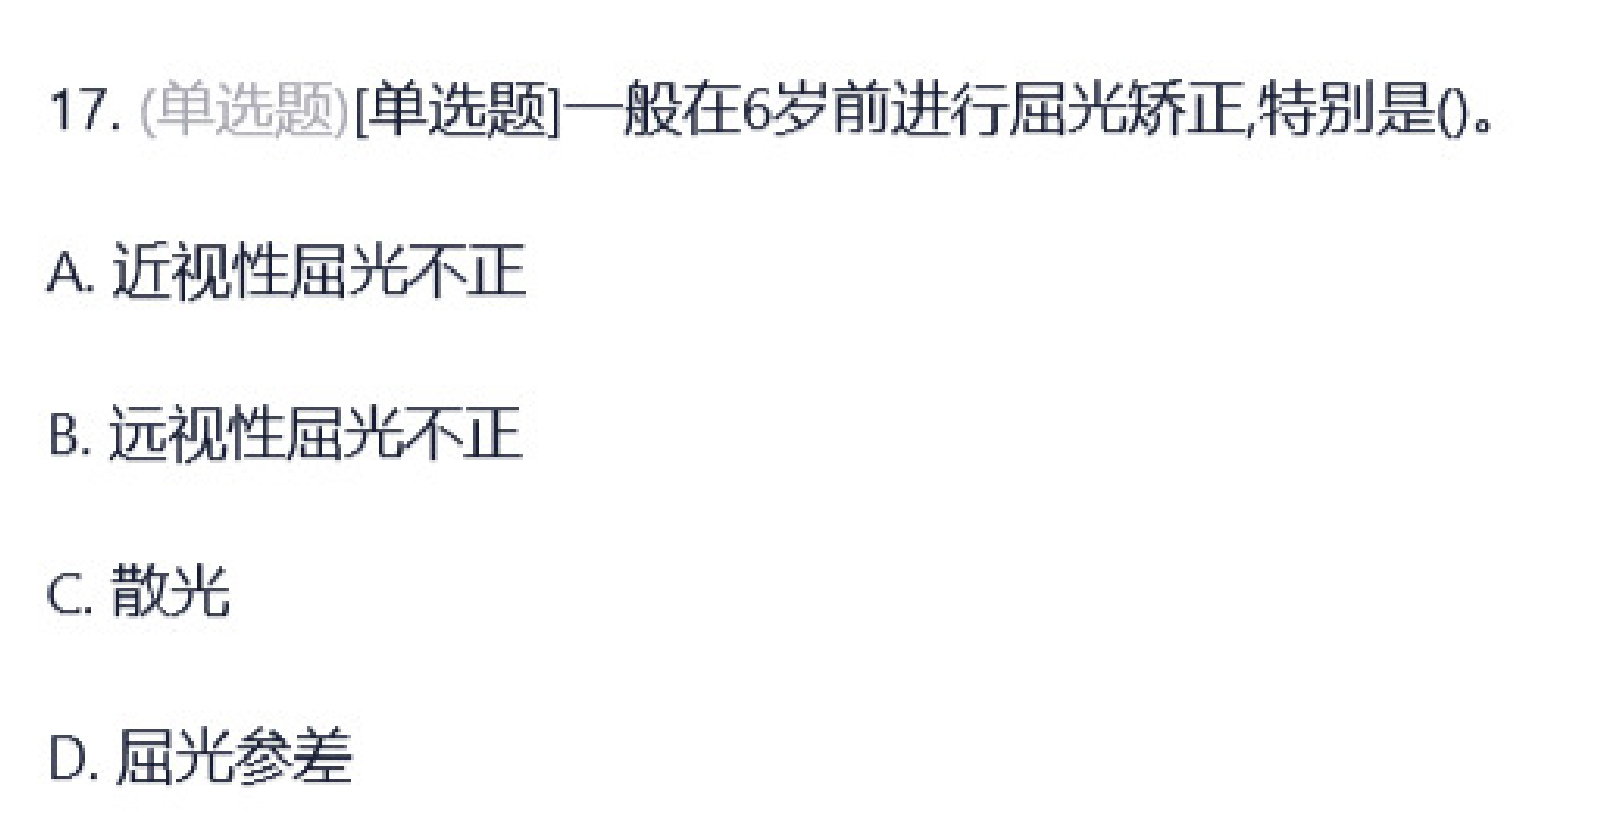 17. (单选题)[单选题]一般在6岁前进行屈光矫正,特别是()。
A. 近视性屈光不正
B. 远视性屈光不正
C. 散光
D. 屈光参差